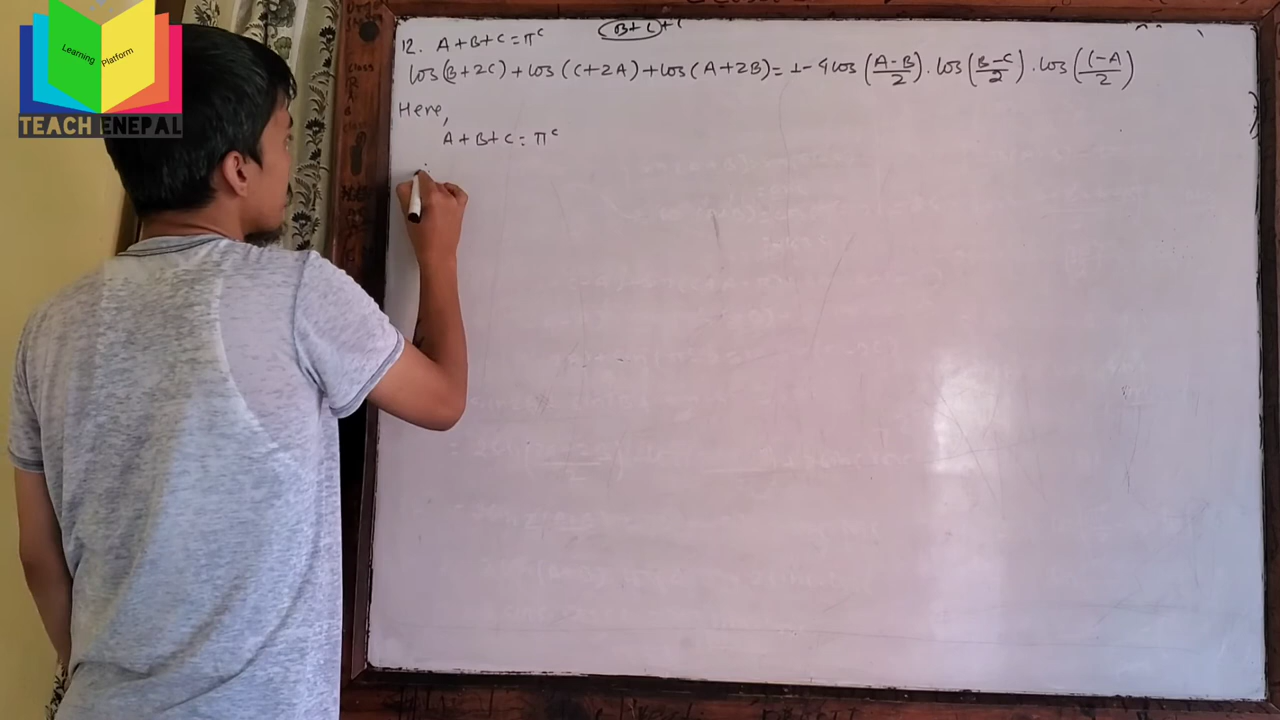 Learning Platform
TEACH ENEPAL
(B+C)+C
12. A+B+C = π^c
cos(B+2C) + cos(C+2A) + cos(A+2B) = 1 - 4cos((A-B)/2) . cos((B-C)/2) . cos((C-A)/2)
Here,
A+B+C = π^c